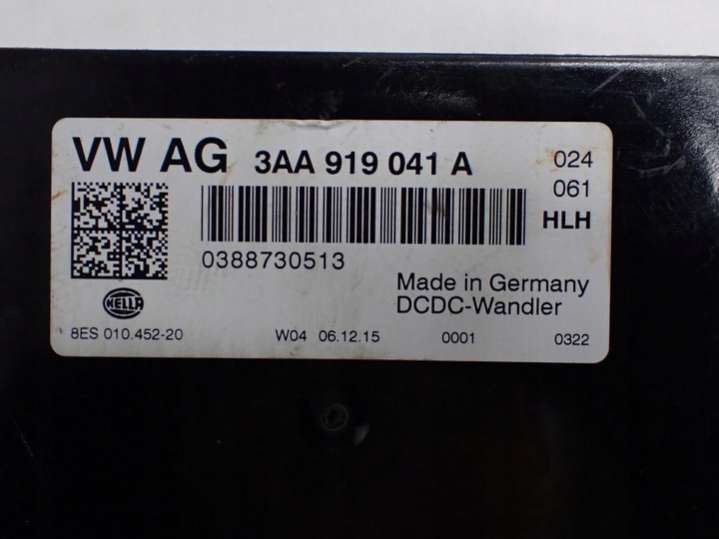 VW AG 3AA 919 041 A 024
061
HLH
0388730513
Made in Germany
DCDC-Wandler
HELLA
8ES 010.452-20 W04 06.12.15 0001 0322